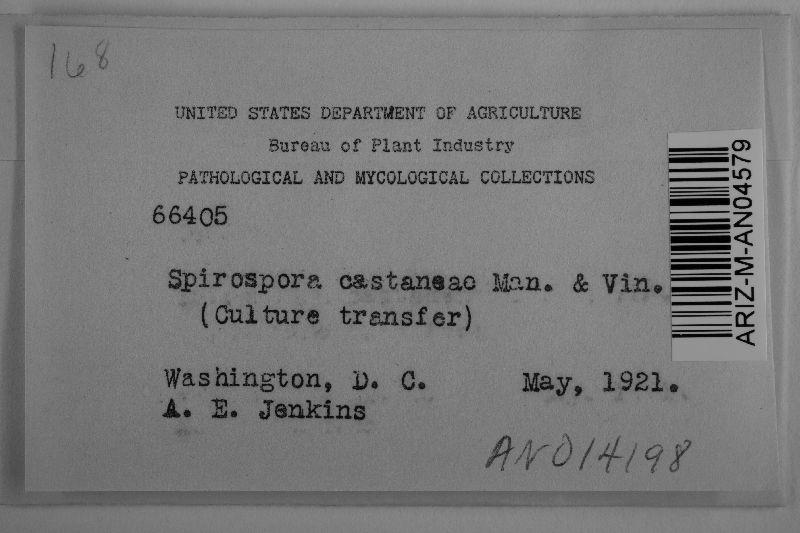 168
UNITED STATES DEPARTMENT OF AGRICULTURE
Bureau of Plant Industry
PATHOLOGICAL AND MYCOLOGICAL COLLECTIONS
66405
Spirospora castaneae Man. & Vin.
(Culture transfer)
Washington, D. C. May, 1921.
A. E. Jenkins
AN014198
ARIZ-M-AN04579